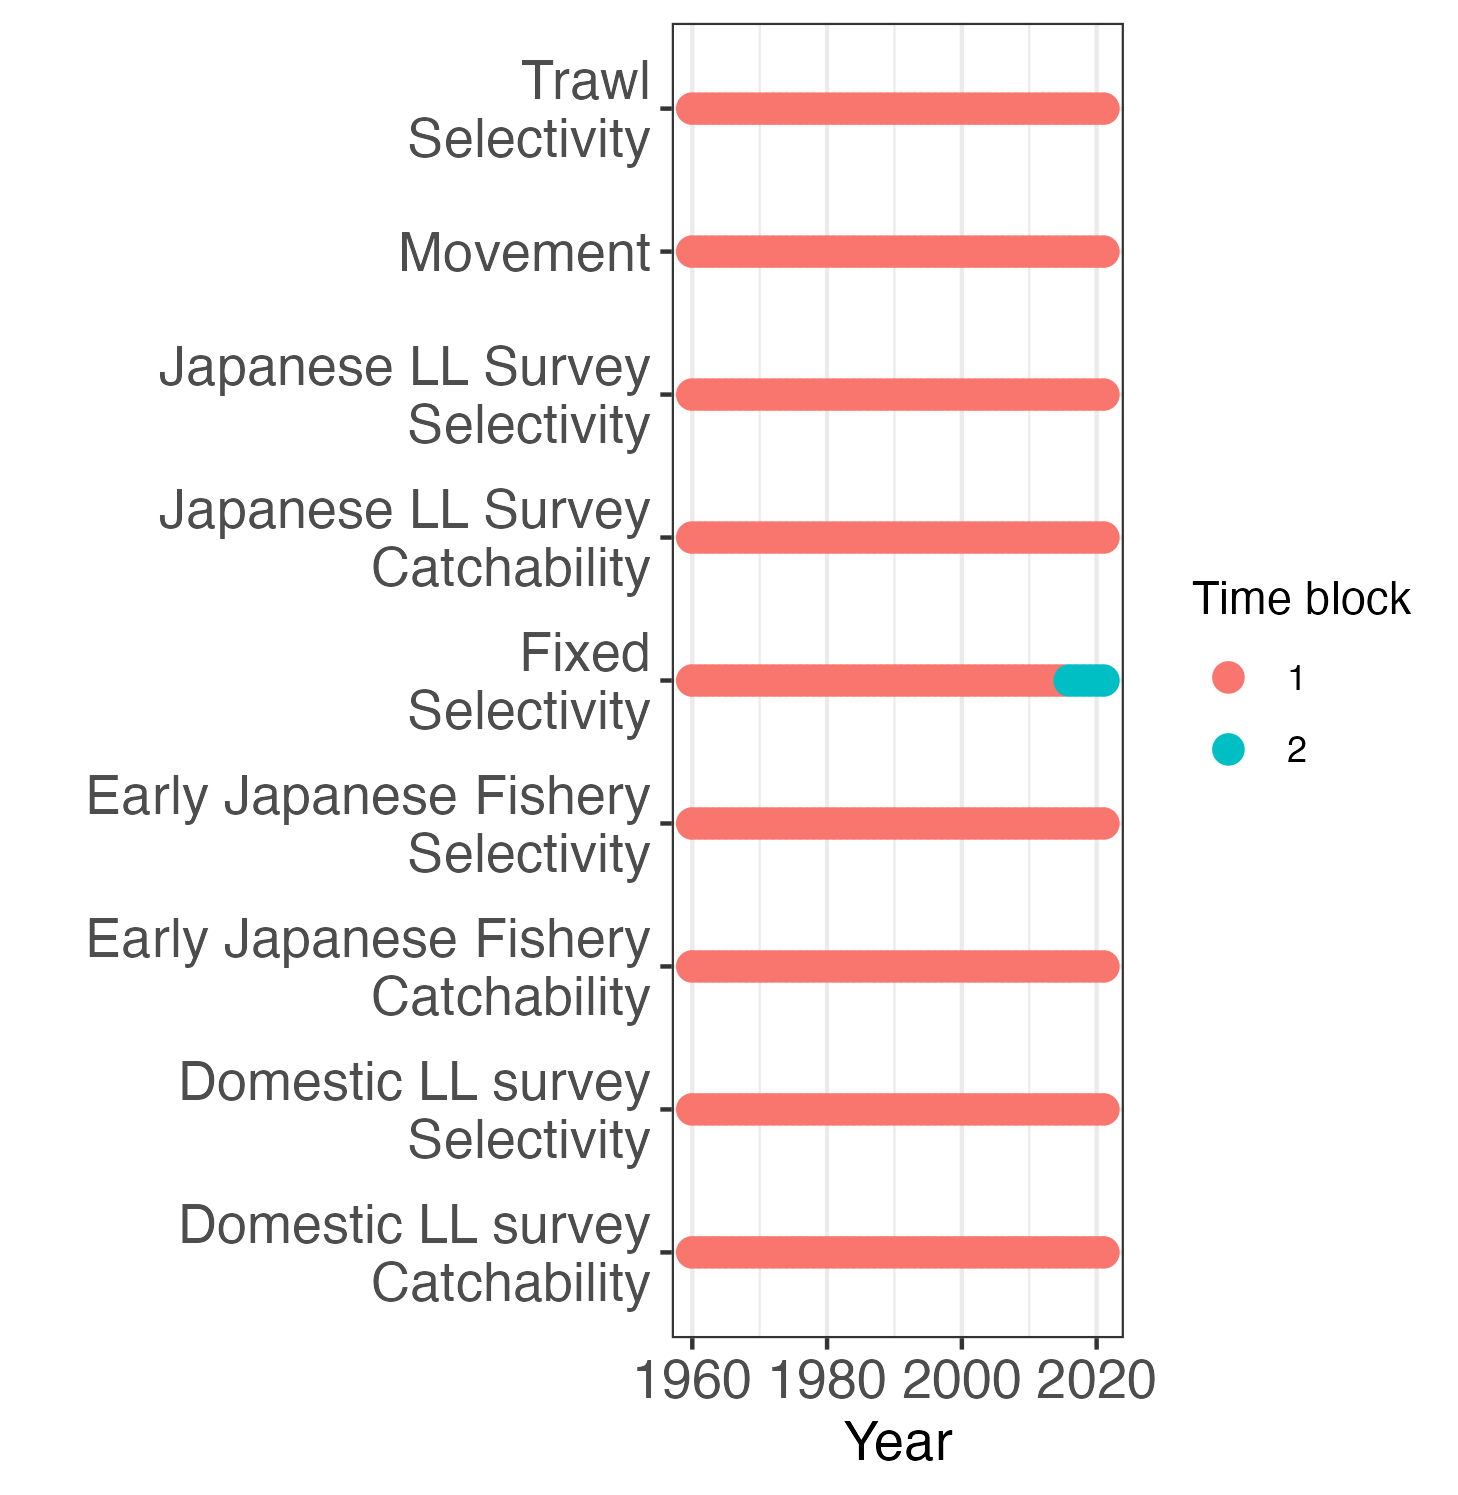 Trawl
Selectivity
Movement
Japanese LL Survey
Selectivity
Japanese LL Survey
Catchability
Fixed
Selectivity
Early Japanese Fishery
Selectivity
Early Japanese Fishery
Catchability
Domestic LL survey
Selectivity
Domestic LL survey
Catchability
1960 1980 2000 2020
Year
Time block
1
2